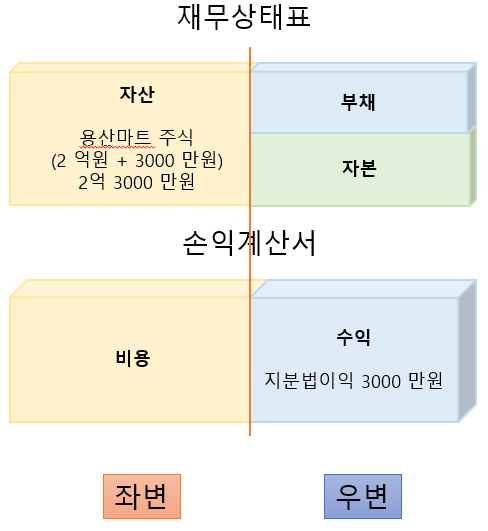 재무상태표
자산
용산마트 주식
(2 억원 + 3000 만원)
2억 3000 만원
부채
자본
손익계산서
비용
수익
지분법이익 3000 만원
좌변
우변